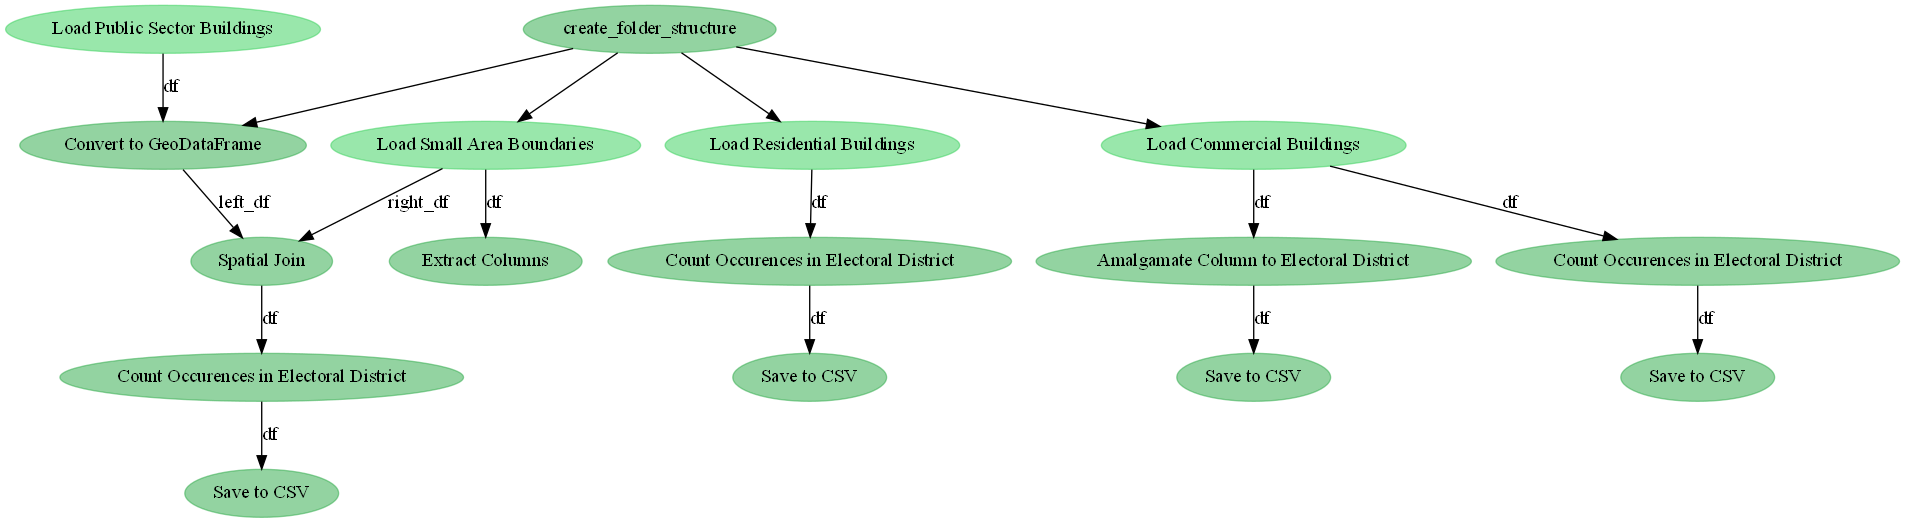 Load Public Sector Buildings
create_folder_structure
df
Convert to GeoDataFrame
Load Small Area Boundaries
Load Residential Buildings
Load Commercial Buildings
left_df
right_df
df
df
df
df
Spatial Join
Extract Columns
Count Occurences in Electoral District
Amalgamate Column to Electoral District
Count Occurences in Electoral District
df
df
df
df
Count Occurences in Electoral District
Save to CSV
Save to CSV
Save to CSV
df
Save to CSV